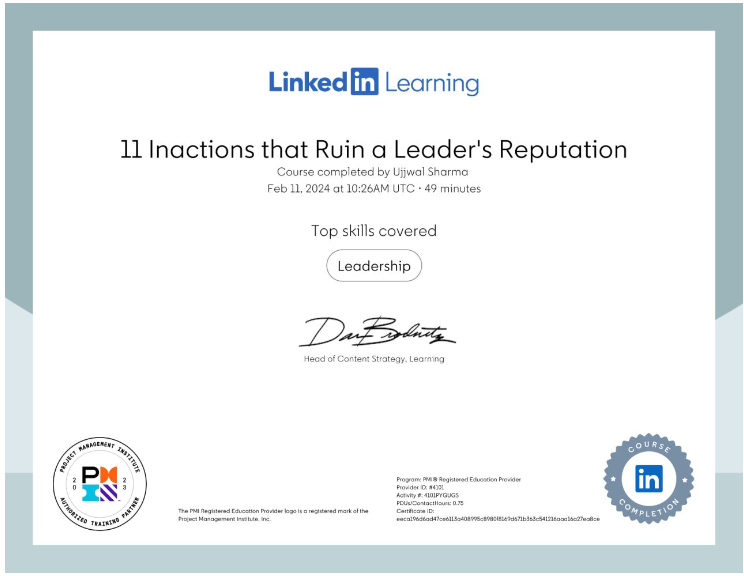 Linked in Learning
11 Inactions that Ruin a Leader's Reputation
Course completed by Ujjwal Sharma
Feb 11, 2024 at 10:26AM UTC • 49 minutes
Top skills covered
Leadership
Head of Content Strategy, Learning
PROJECT MANAGEMENT INSTITUTE
2023
PM
AUTHORIZED TRAINING PARTNER
The PMI Registered Education Provider logo is a registered mark of the
Project Management Institute, Inc.
Program: PMI® Registered Education Provider
Provider ID: #4101
Activity #: 4101PYGUGS
PDUs/ContactHours: 0.75
Certificate ID:
COURSE
in
COMPLETION